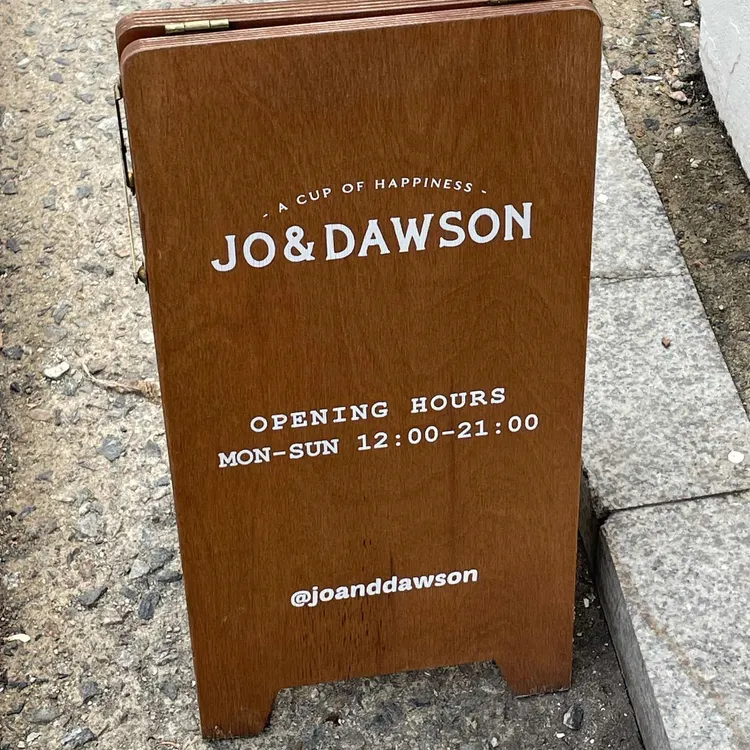 - A CUP OF HAPPINESS -
JO&DAWSON
OPENING HOURS
MON-SUN 12:00-21:00
@joanddawson